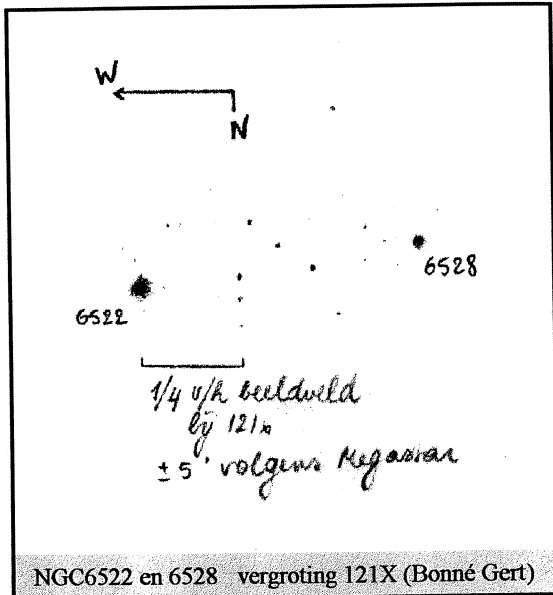 W
N
6528
6522
1/4 v/h beeldveld
bij 121x
± 5' volgens Megastar
NGC6522 en 6528 vergroting 121X (Bonné Gert)